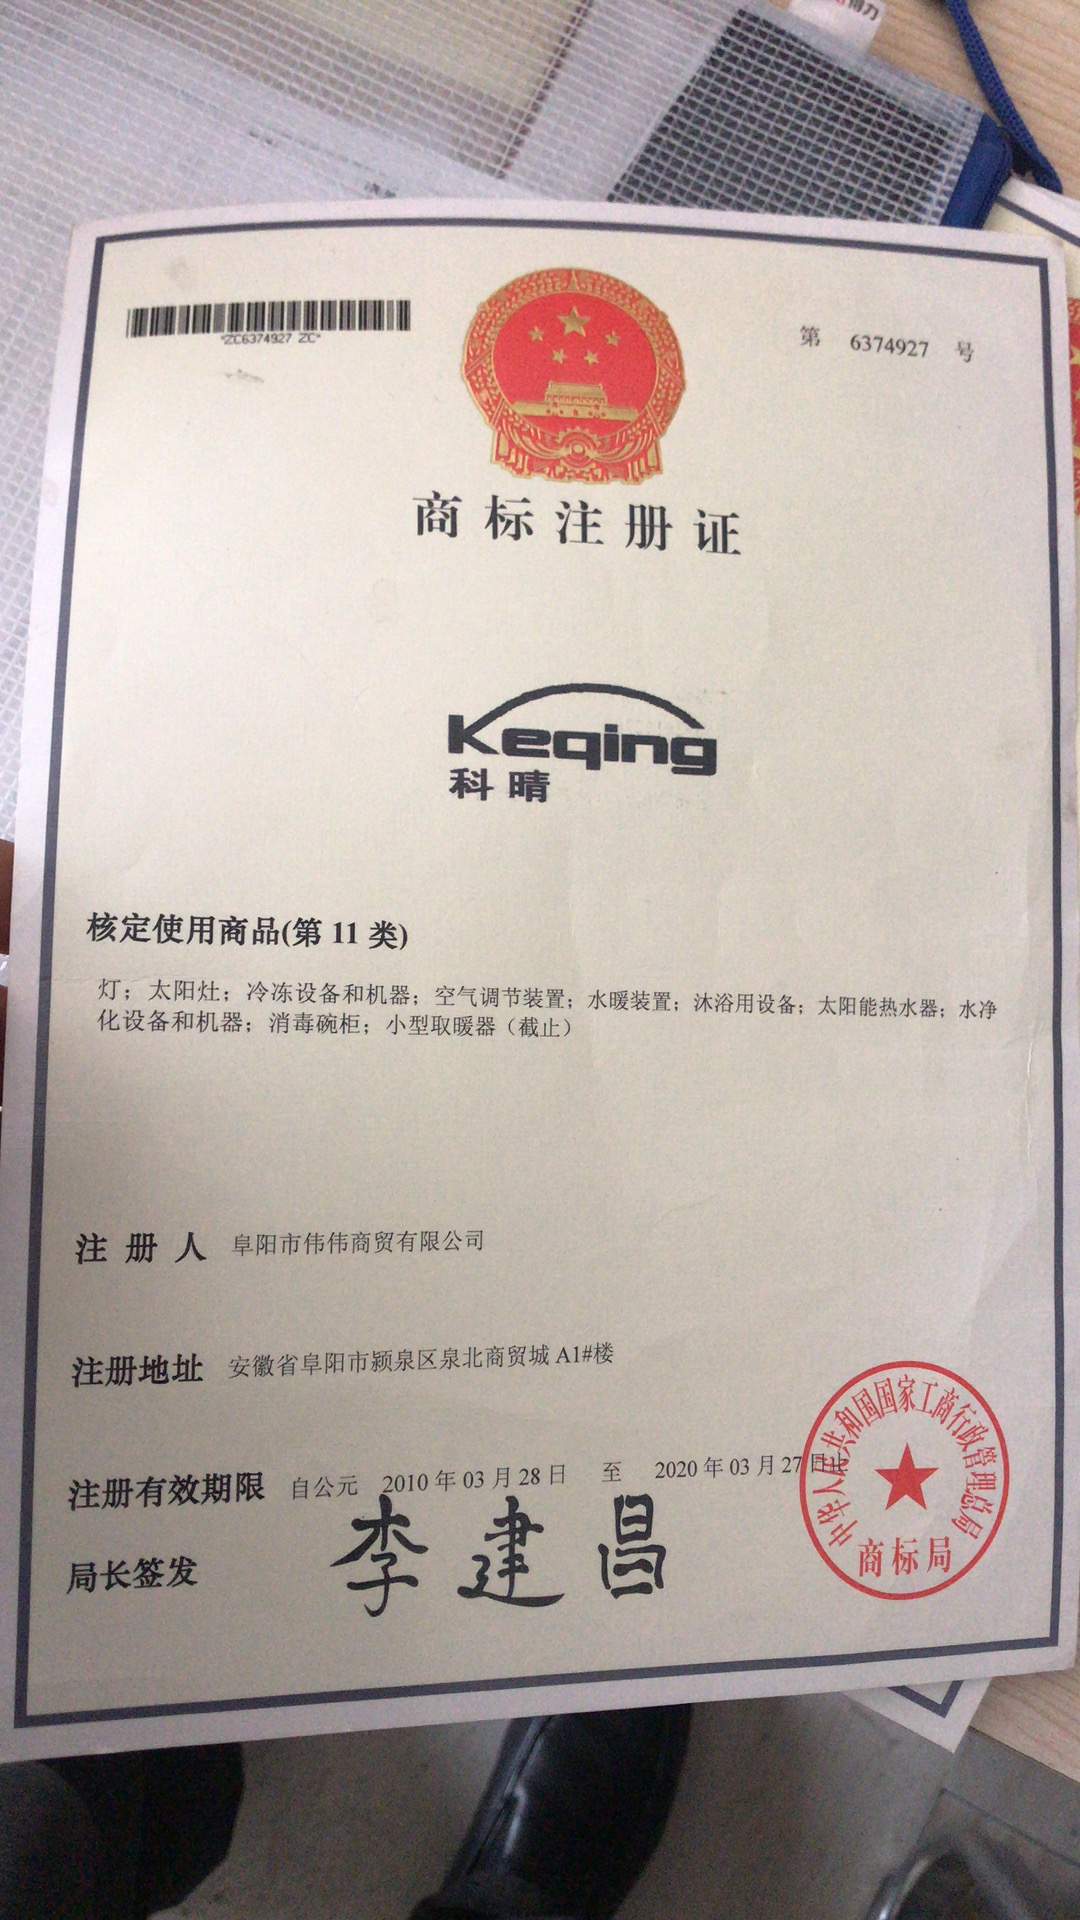 得力
*ZC6374927 ZC*
第 6374927 号
商标注册证
Keqing
科晴
核定使用商品(第 11 类)
灯；太阳灶；冷冻设备和机器；空气调节装置；水暖装置；沐浴用设备；太阳能热水器；水净
化设备和机器；消毒碗柜；小型取暖器（截止）
注册人 阜阳市伟伟商贸有限公司
注册地址 安徽省阜阳市颍泉区泉北商贸城 A1#楼
注册有效期限 自公元 2010 年 03 月 28 日 至 2020 年 03 月 27 日止
局长签发 李建昌
中华人民共和国国家工商行政管理总局
商标局